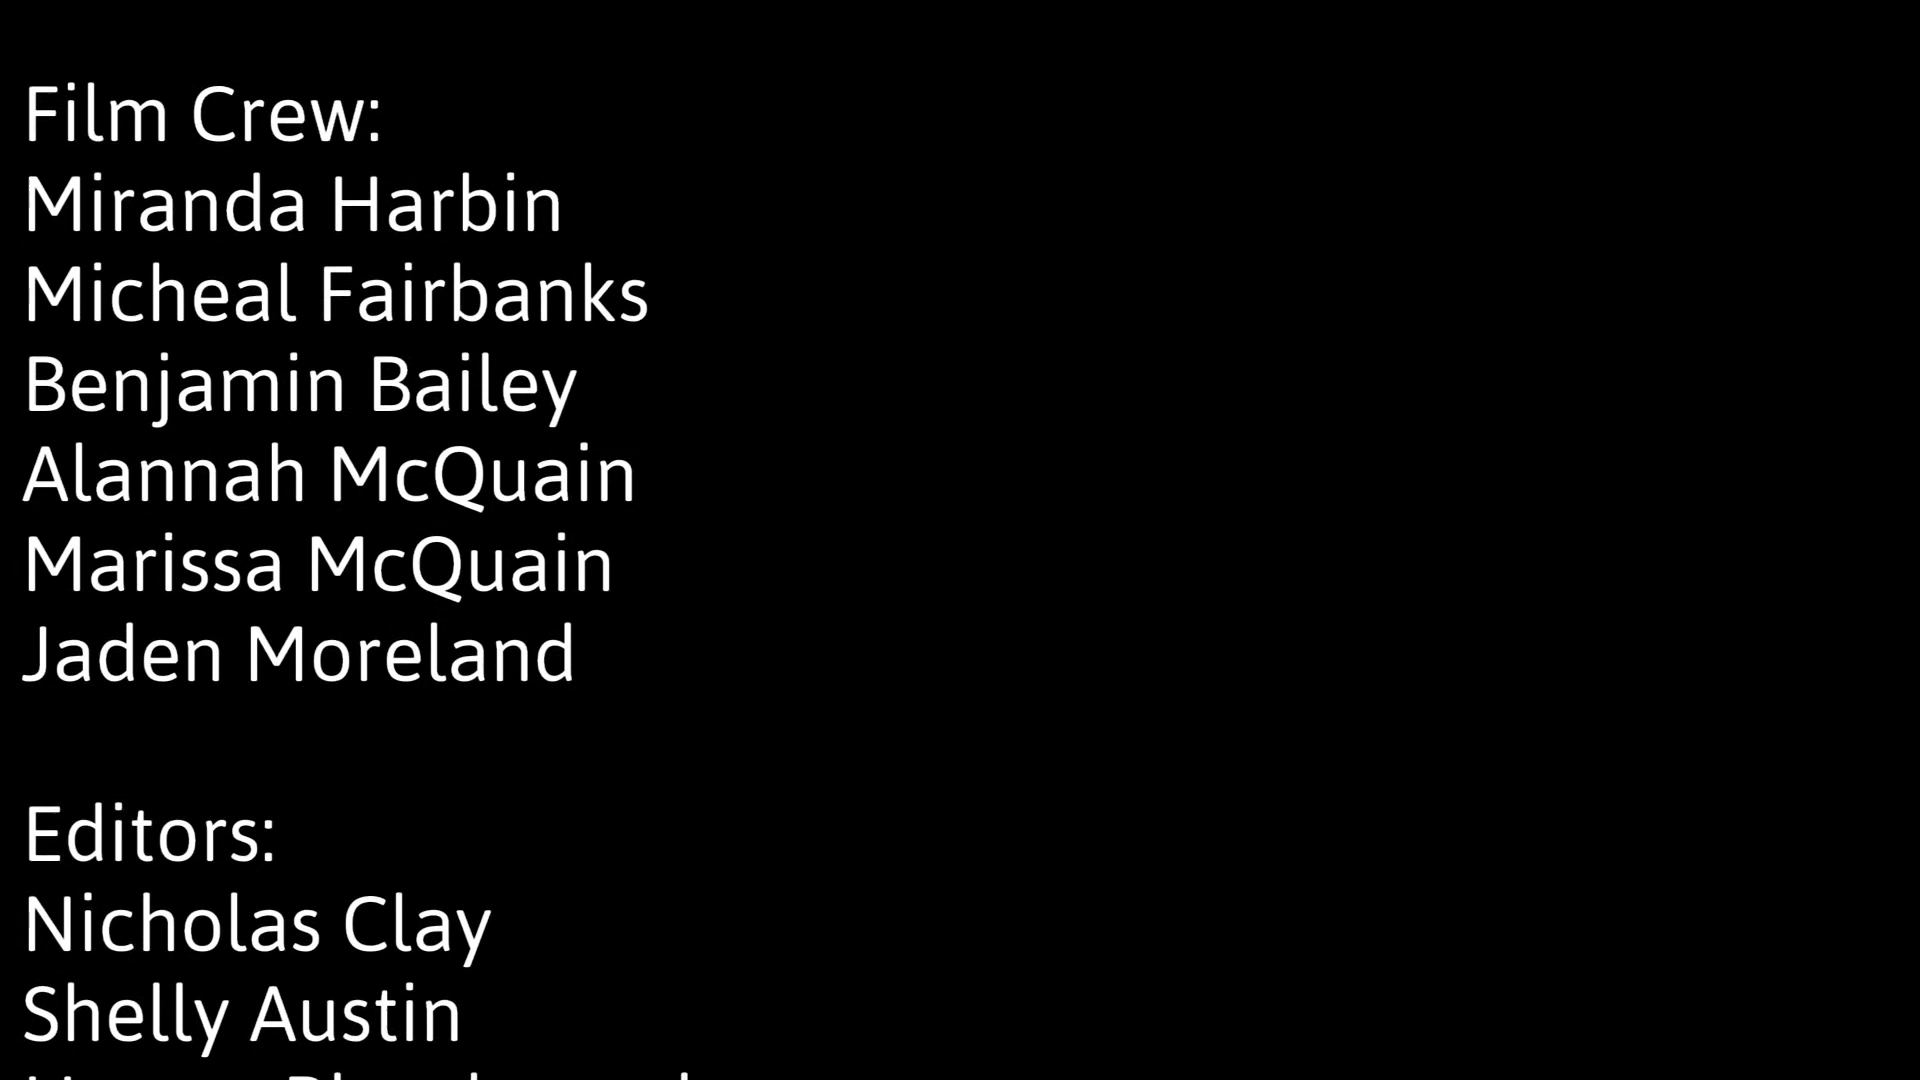 Film Crew:
Miranda Harbin
Micheal Fairbanks
Benjamin Bailey
Alannah McQuain
Marissa McQuain
Jaden Moreland
Editors:
Nicholas Clay
Shelly Austin